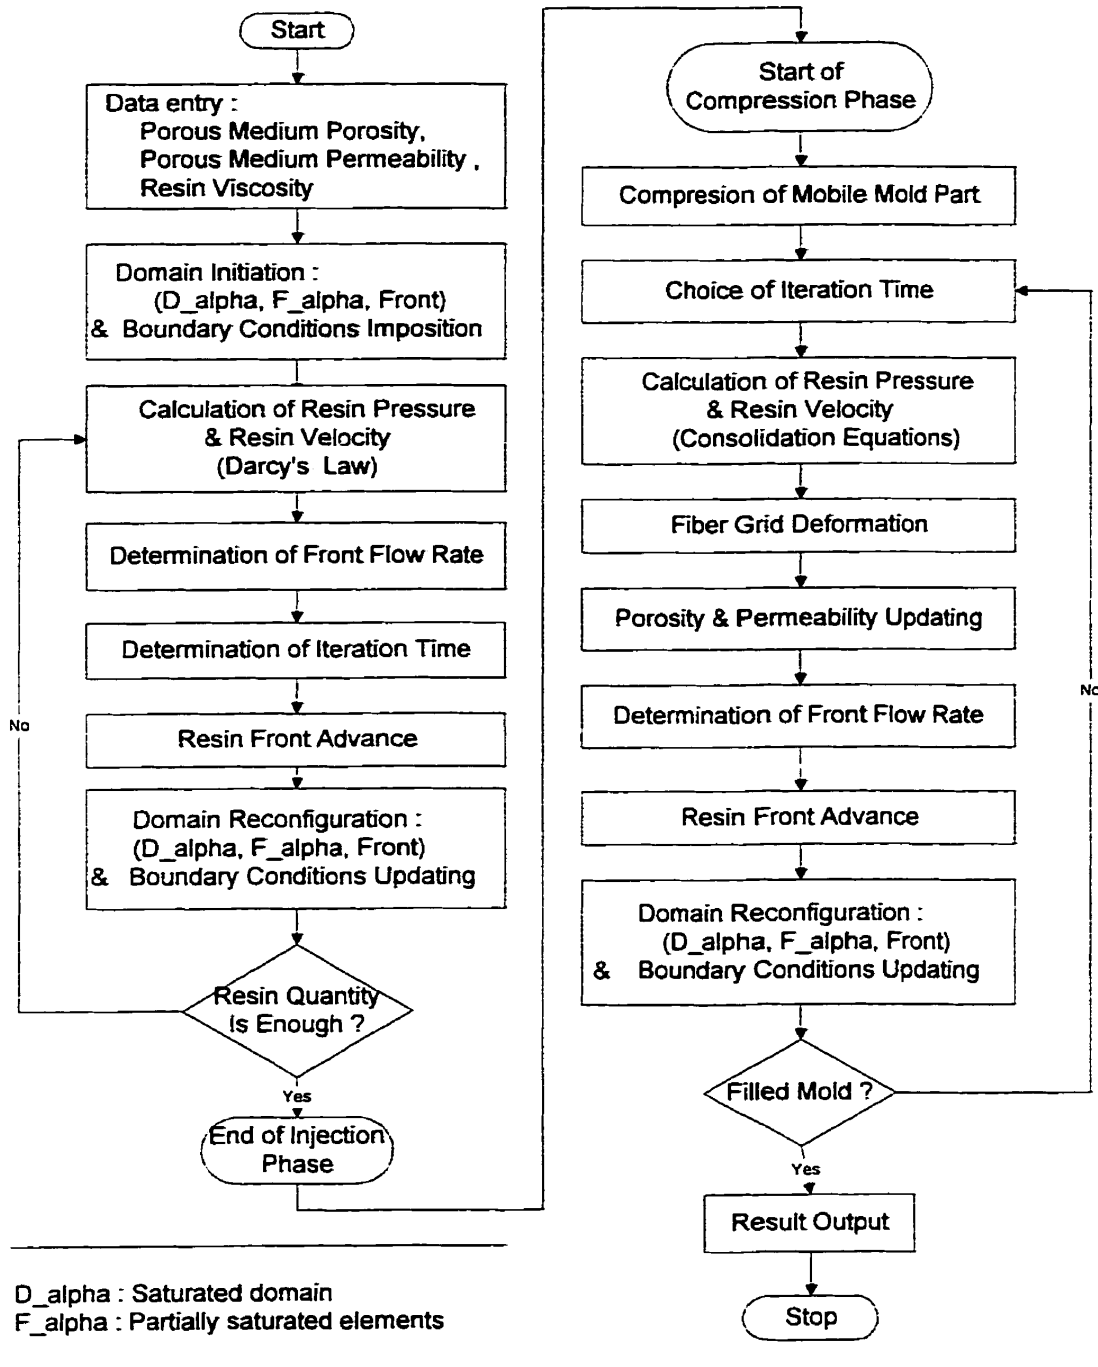 Start
Data entry :
Porous Medium Porosity,
Porous Medium Permeability ,
Resin Viscosity
Domain Initiation :
(D_alpha, F_alpha, Front)
& Boundary Conditions Imposition
Calculation of Resin Pressure
& Resin Velocity
(Darcy's Law)
Determination of Front Flow Rate
Determination of Iteration Time
Resin Front Advance
Domain Reconfiguration :
(D_alpha, F_alpha, Front)
& Boundary Conditions Updating
Resin Quantity
Is Enough ?
No
Yes
End of Injection
Phase
Start of
Compression Phase
Compresion of Mobile Mold Part
Choice of Iteration Time
Calculation of Resin Pressure
& Resin Velocity
(Consolidation Equations)
Fiber Grid Deformation
Porosity & Permeability Updating
Determination of Front Flow Rate
Resin Front Advance
Domain Reconfiguration :
(D_alpha, F_alpha, Front)
& Boundary Conditions Updating
Filled Mold ?
No
Yes
Result Output
Stop
D_alpha : Saturated domain
F_alpha : Partially saturated elements